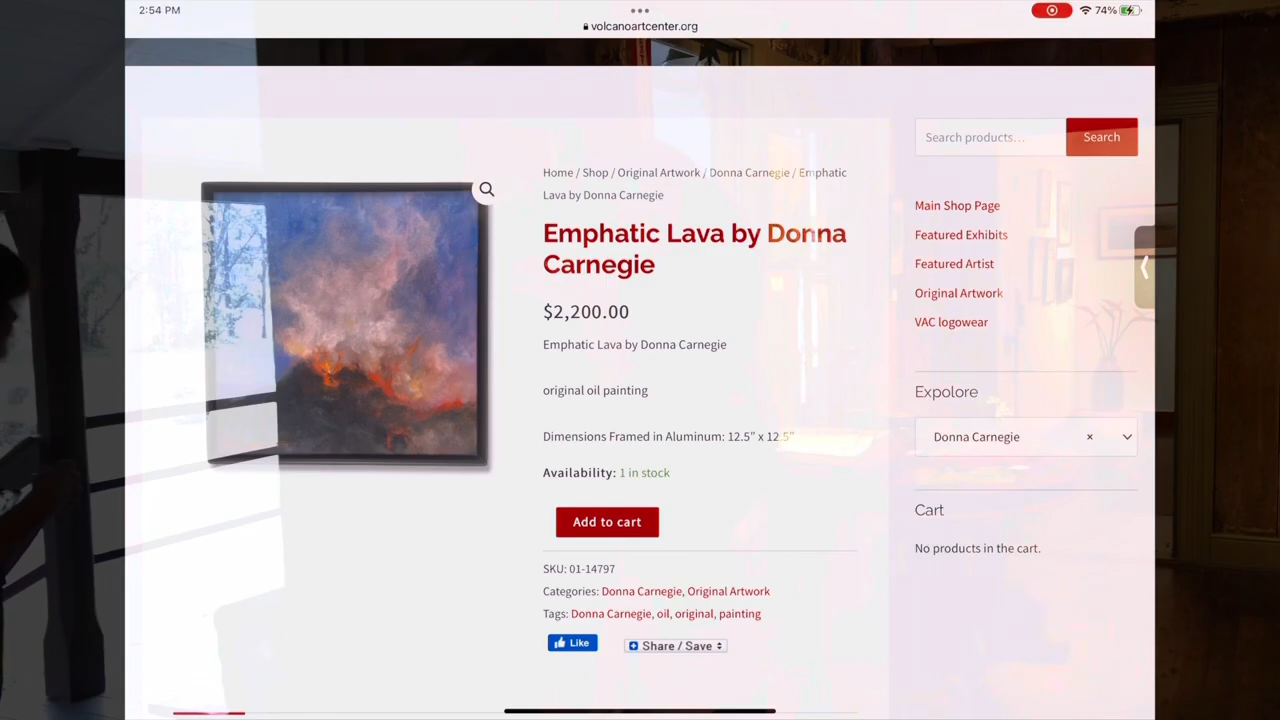 2:54 PM
74%
volcanoartcenter.org
Search products...
Search
Home / Shop / Original Artwork / Donna Carnegie / Emphatic
Lava by Donna Carnegie
Emphatic Lava by Donna
Carnegie
$2,200.00
Emphatic Lava by Donna Carnegie
original oil painting
Dimensions Framed in Aluminum: 12.5" x 12.5"
Availability: 1 in stock
Add to cart
SKU: 01-14797
Categories: Donna Carnegie, Original Artwork
Tags: Donna Carnegie, oil, original, painting
Like
Share / Save
Main Shop Page
Featured Exhibits
Featured Artist
Original Artwork
VAC logowear
Expolore
Donna Carnegie ×
Cart
No products in the cart.